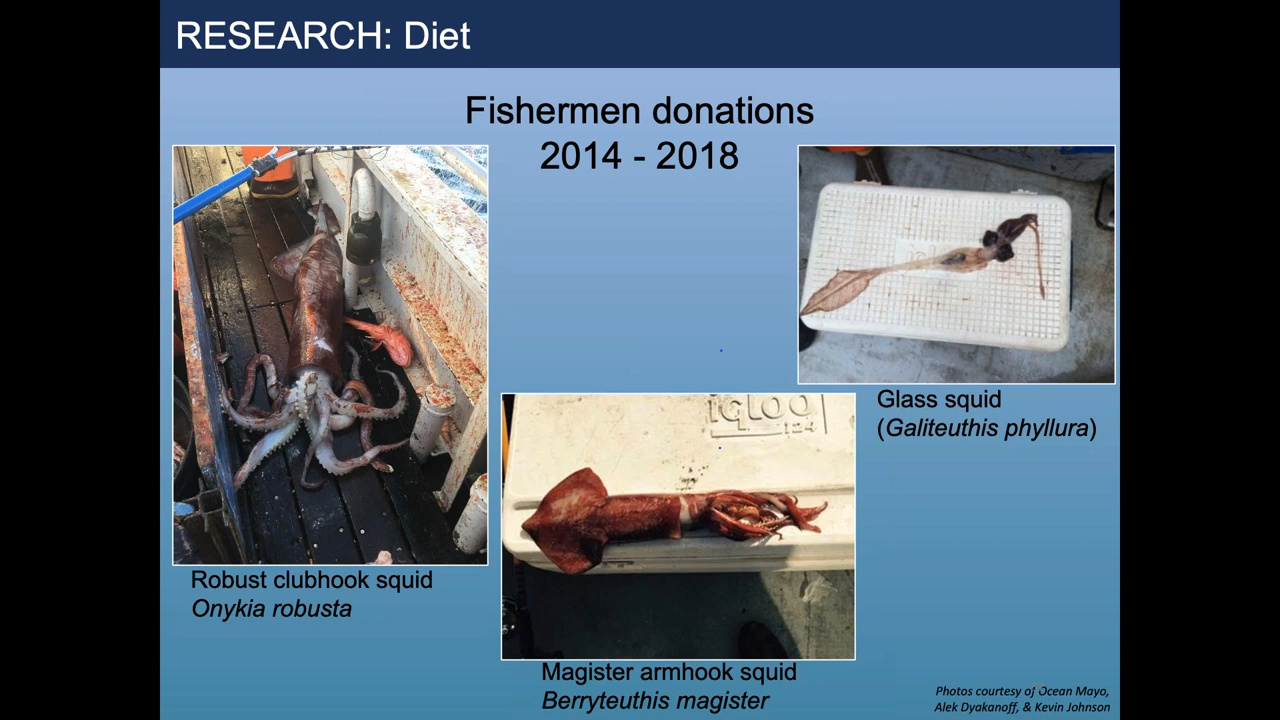 RESEARCH: Diet
Fishermen donations
2014 - 2018
Glass squid
(Galiteuthis phyllura)
IGLOO
124
Robust clubhook squid
Onykia robusta
Magister armhook squid
Berryteuthis magister
Photos courtesy of Ocean Mayo,
Alek Dyakanoff, & Kevin Johnson